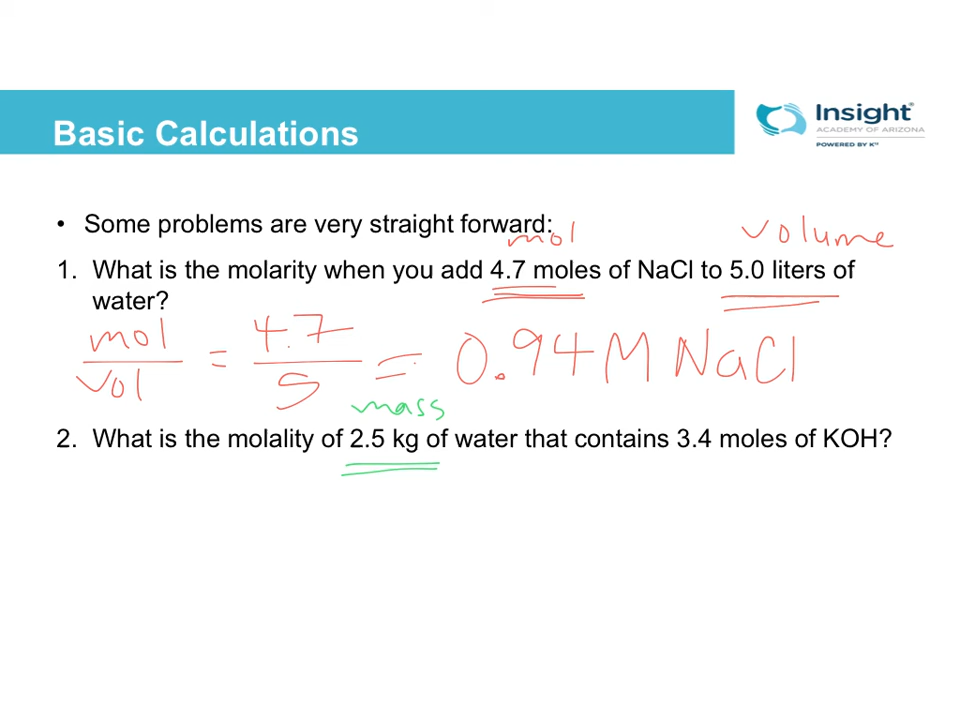 Insight®
ACADEMY OF ARIZONA
POWERED BY K¹²
Basic Calculations
• Some problems are very straight forward:
mol volume
1. What is the molarity when you add 4.7 moles of NaCl to 5.0 liters of
water?
mol/vol = 4.7/5 = 0.94 M NaCl
mass
2. What is the molality of 2.5 kg of water that contains 3.4 moles of KOH?